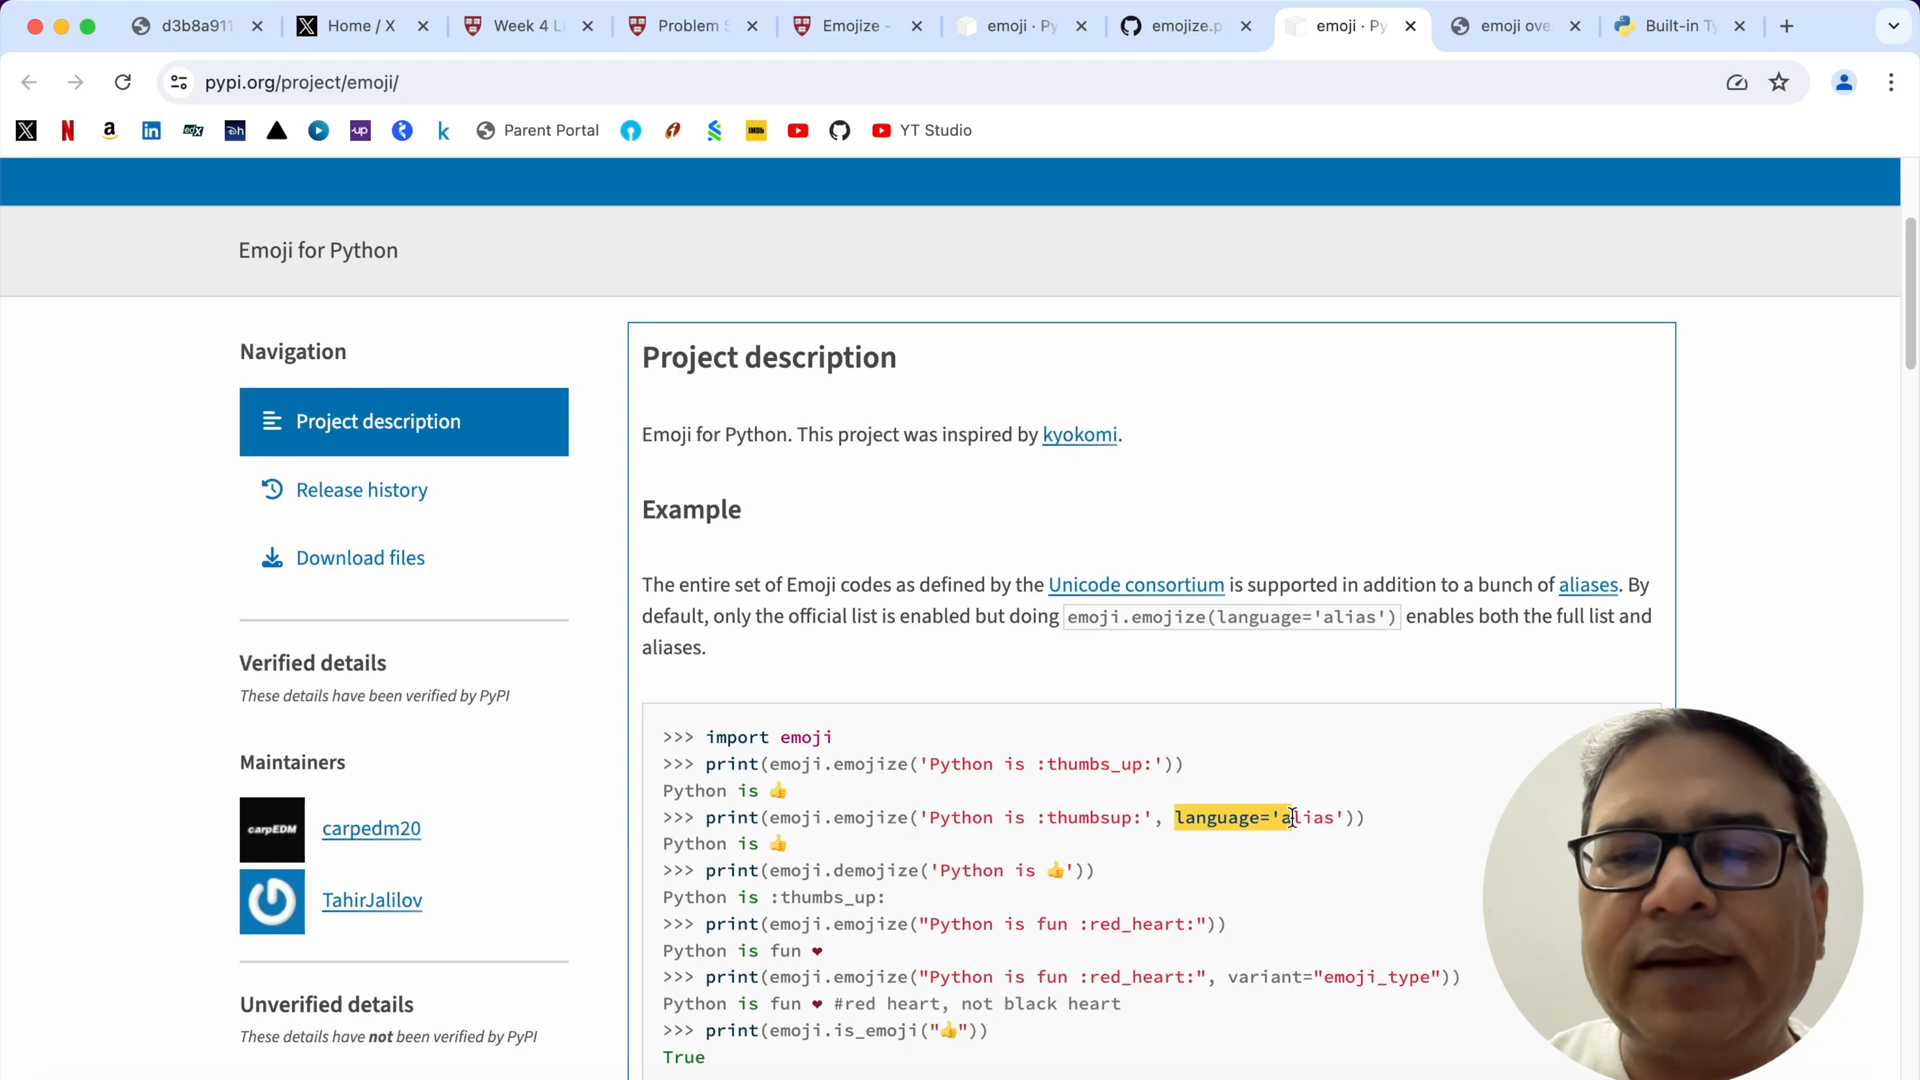 d3b8a911
Home / X
Week 4 Li
Problem S
Emojize -
emoji · Py
emojize.p
emoji · Py
emoji ove
Built-in Ty
pypi.org/project/emoji/
Parent Portal
YT Studio
Emoji for Python
Navigation
Project description
Release history
Download files
Verified details
These details have been verified by PyPI
Maintainers
carpEDM
carpedm20
TahirJalilov
Unverified details
These details have not been verified by PyPI
Project description
Emoji for Python. This project was inspired by kyokomi.
Example
The entire set of Emoji codes as defined by the Unicode consortium is supported in addition to a bunch of aliases. By
default, only the official list is enabled but doing emoji.emojize(language='alias') enables both the full list and
aliases.
>>> import emoji
>>> print(emoji.emojize('Python is :thumbs_up:'))
Python is 👍
>>> print(emoji.emojize('Python is :thumbsup:', language='alias'))
Python is 👍
>>> print(emoji.demojize('Python is 👍'))
Python is :thumbs_up:
>>> print(emoji.emojize("Python is fun :red_heart:"))
Python is fun ❤
>>> print(emoji.emojize("Python is fun :red_heart:", variant="emoji_type"))
Python is fun ❤ #red heart, not black heart
>>> print(emoji.is_emoji("👍"))
True